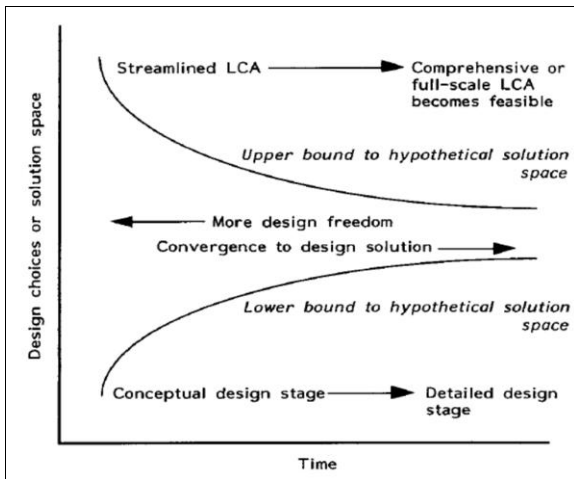 Streamlined LCA
Comprehensive or
full-scale LCA
becomes feasible
Upper bound to hypothetical solution
space
More design freedom
Convergence to design solution
Lower bound to hypothetical solution
space
Conceptual design stage
Detailed design
stage
Design choices or solution space
Time